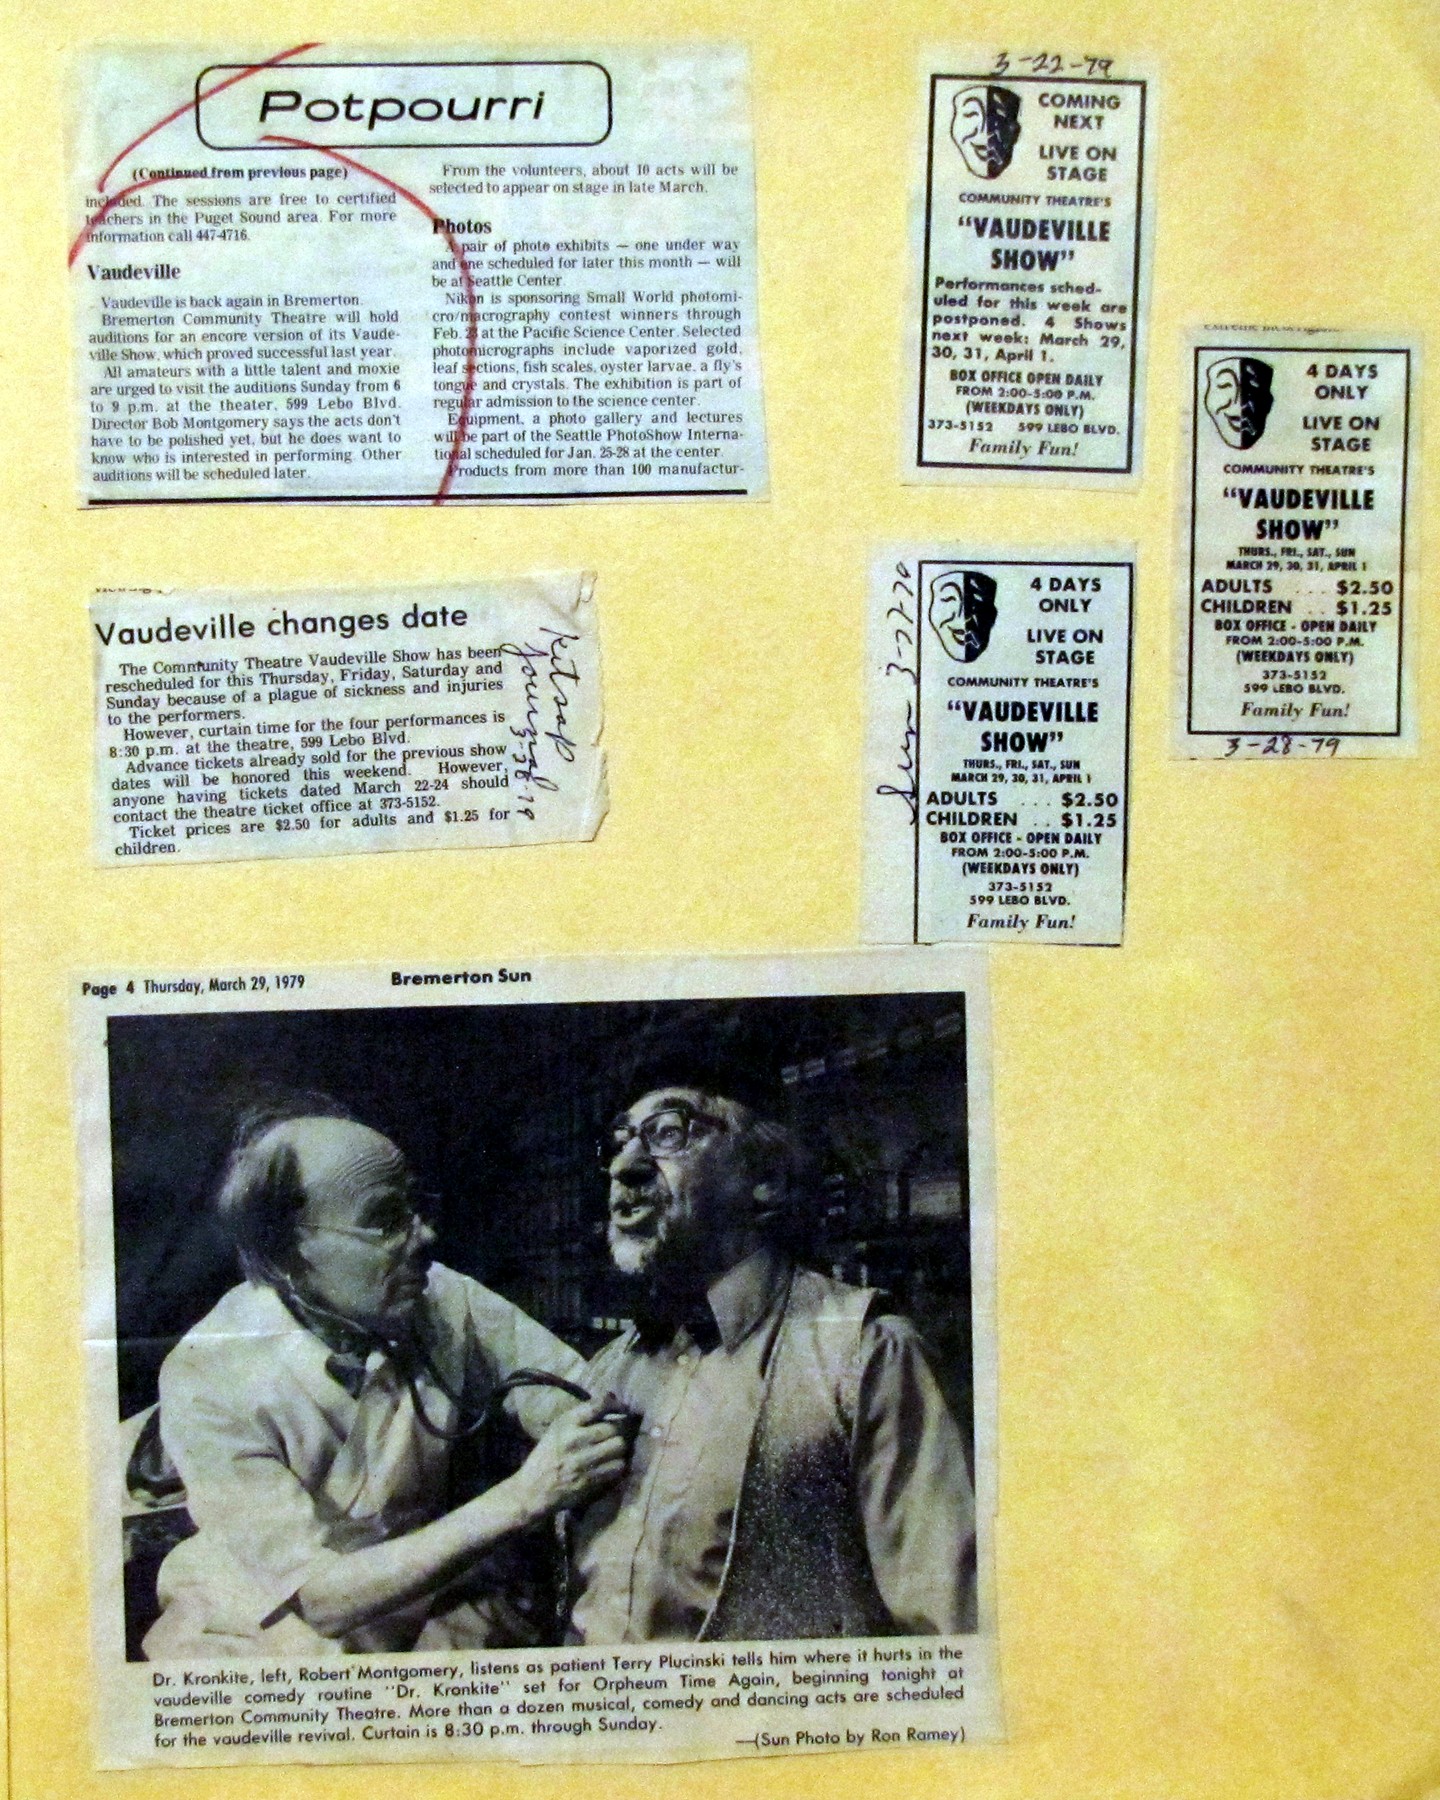 Potpourri
(Continued from previous page)
included. The sessions are free to certified
teachers in the Puget Sound area. For more
information call 447-4716.
Vaudeville
Vaudeville is back again in Bremerton.
Bremerton Community Theatre will hold
auditions for an encore version of its Vaude-
ville Show, which proved successful last year.
All amateurs with a little talent and moxie
are urged to visit the auditions Sunday from 6
to 9 p.m. at the theater, 599 Lebo Blvd.
Director Bob Montgomery says the acts don't
have to be polished yet, but he does want to
know who is interested in performing. Other
auditions will be scheduled later.
From the volunteers, about 10 acts will be
selected to appear on stage in late March.
Photos
A pair of photo exhibits — one under way
and one scheduled for later this month — will
be at Seattle Center.
Nikon is sponsoring Small World photomi-
cro/macrography contest winners through
Feb. at the Pacific Science Center. Selected
photomicrographs include vaporized gold,
leaf sections, fish scales, oyster larvae, a fly's
tongue and crystals. The exhibition is part of
regular admission to the science center.
Equipment, a photo gallery and lectures
will be part of the Seattle PhotoShow Interna-
tional scheduled for Jan. 25-28 at the center.
Products from more than 100 manufactur-
3-22-79
COMING
NEXT
LIVE ON
STAGE
COMMUNITY THEATRE'S
"VAUDEVILLE
SHOW"
Performances sched-
uled for this week are
postponed. 4 Shows
next week: March 29,
30, 31, April 1.
BOX OFFICE OPEN DAILY
FROM 2:00-5:00 P.M.
(WEEKDAYS ONLY)
373-5152 599 LEBO BLVD.
Family Fun!
4 DAYS
ONLY
LIVE ON
STAGE
COMMUNITY THEATRE'S
"VAUDEVILLE
SHOW"
THURS., FRI., SAT., SUN
MARCH 29, 30, 31, APRIL 1
ADULTS ... $2.50
CHILDREN .. $1.25
BOX OFFICE - OPEN DAILY
FROM 2:00-5:00 P.M.
(WEEKDAYS ONLY)
373-5152
599 LEBO BLVD.
Family Fun!
3-28-79
Vaudeville changes date
The Community Theatre Vaudeville Show has been
rescheduled for this Thursday, Friday, Saturday and
Sunday because of a plague of sickness and injuries
to the performers.
However, curtain time for the four performances is
8:30 p.m. at the theatre, 599 Lebo Blvd.
Advance tickets already sold for the previous show
dates will be honored this weekend. However,
anyone having tickets dated March 22-24 should
contact the theatre ticket office at 373-5152.
Ticket prices are $2.50 for adults and $1.25 for
children.
Kitsap
Journal
3-28-79
Sun
4 DAYS
ONLY
LIVE ON
STAGE
COMMUNITY THEATRE'S
"VAUDEVILLE
SHOW"
THURS., FRI., SAT., SUN
MARCH 29, 30, 31, APRIL 1
ADULTS ... $2.50
CHILDREN .. $1.25
BOX OFFICE - OPEN DAILY
FROM 2:00-5:00 P.M.
(WEEKDAYS ONLY)
373-5152
599 LEBO BLVD.
Family Fun!
Page 4 Thursday, March 29, 1979 Bremerton Sun
Dr. Kronkite, left, Robert Montgomery, listens as patient Terry Plucinski tells him where it hurts in the
vaudeville comedy routine "Dr. Kronkite" set for Orpheum Time Again, beginning tonight at
Bremerton Community Theatre. More than a dozen musical, comedy and dancing acts are scheduled
for the vaudeville revival. Curtain is 8:30 p.m. through Sunday.
—(Sun Photo by Ron Ramey)